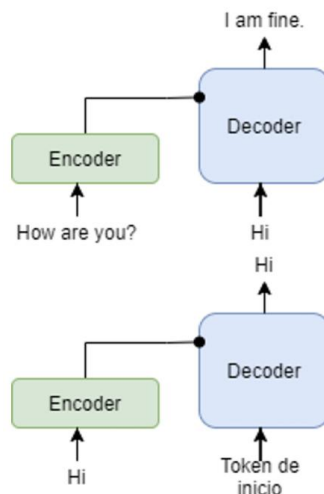 I am fine.
Decoder
Encoder
How are you?
Hi
Hi
Decoder
Encoder
Hi
Token de
inicio